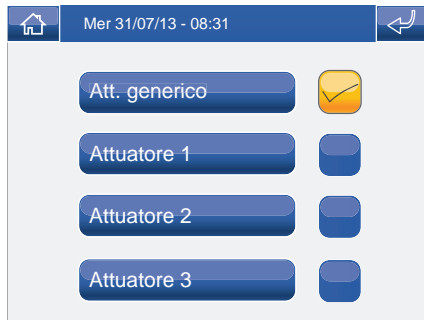 Mer 31/07/13 - 08:31
Att. generico
Attuatore 1
Attuatore 2
Attuatore 3